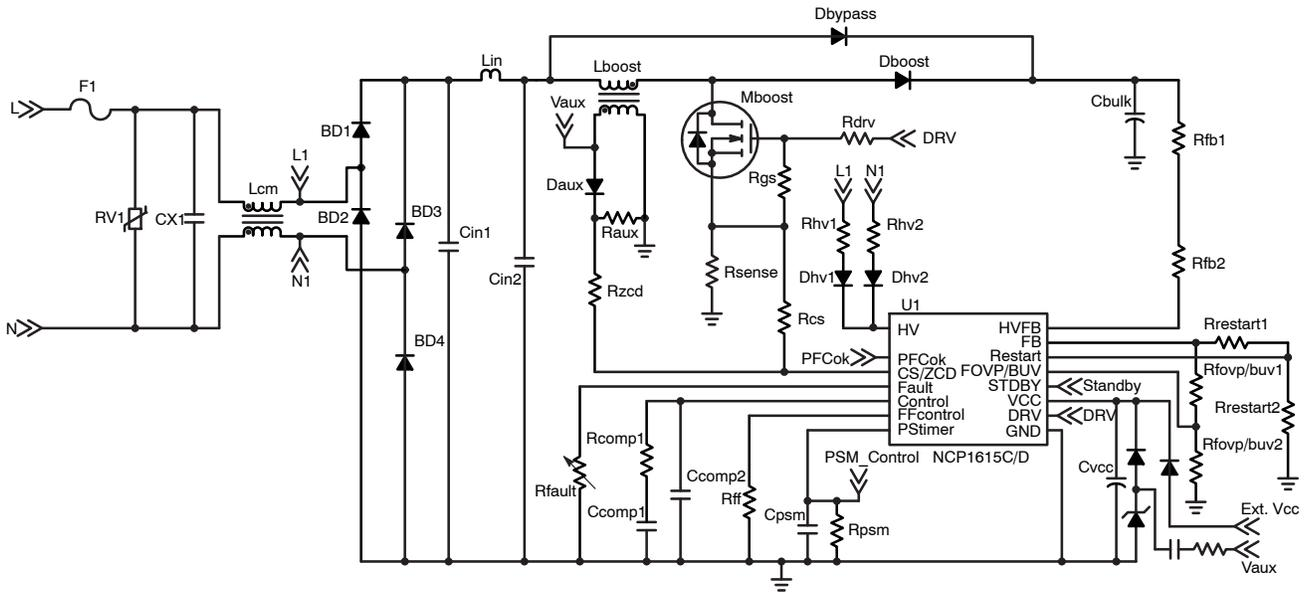 Dbypass
Lin
Lboost
Dboost
F1
L
Vaux
Mboost
Cbulk
BD1
Rdrv
DRV
Rfb1
L1
Daux
Rgs
L1
N1
Lcm
RV1
CX1
BD2
BD3
Cin1
Raux
Rhv1
Rhv2
N1
Cin2
Rzcd
Rsense
Dhv1
Dhv2
Rfb2
Rcs
U1
N
BD4
HV
HVFB
FB
Rrestart1
PFCok
PFCok
Restart
CS/ZCD
FOVP/BUV
Rfovp/buv1
Fault
STDBY
Standby
Control
VCC
FFcontrol
DRV
DRV
Rrestart2
PStimer
GND
Rcomp1
PSM_Control
NCP1615C/D
Rfovp/buv2
Ccomp2
Cvcc
Rfault
Rff
Ccomp1
Cpsm
Rpsm
Ext. Vcc
Vaux